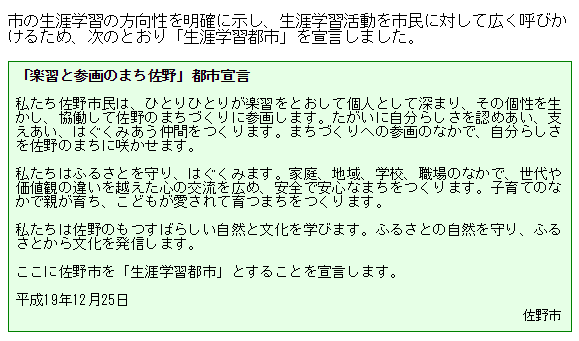 市の生涯学習の方向性を明確に示し、生涯学習活動を市民に対して広く呼びか
けるため、次のとおり「生涯学習都市」を宣言しました。
「楽習と参画のまち佐野」都市宣言
私たち佐野市民は、ひとりひとりが楽習をとおして個人として深まり、その個性を生
かし、協働して佐野のまちづくりに参画します。たがいに自分らしさを認めあい、支
えあい、はぐくみあう仲間をつくります。まちづくりへの参画のなかで、自分らしさ
を佐野のまちに咲かせます。
私たちはふるさとを守り、はぐくみます。家庭、地域、学校、職場のなかで、世代や
価値観の違いを越えた心の交流を広め、安全で安心なまちをつくります。子育てのな
かで親が育ち、こどもが愛されて育つまちをつくります。
私たちは佐野のもつすばらしい自然と文化を学びます。ふるさとの自然を守り、ふる
さとから文化を発信します。
ここに佐野市を「生涯学習都市」とすることを宣言します。
平成19年12月25日
佐野市